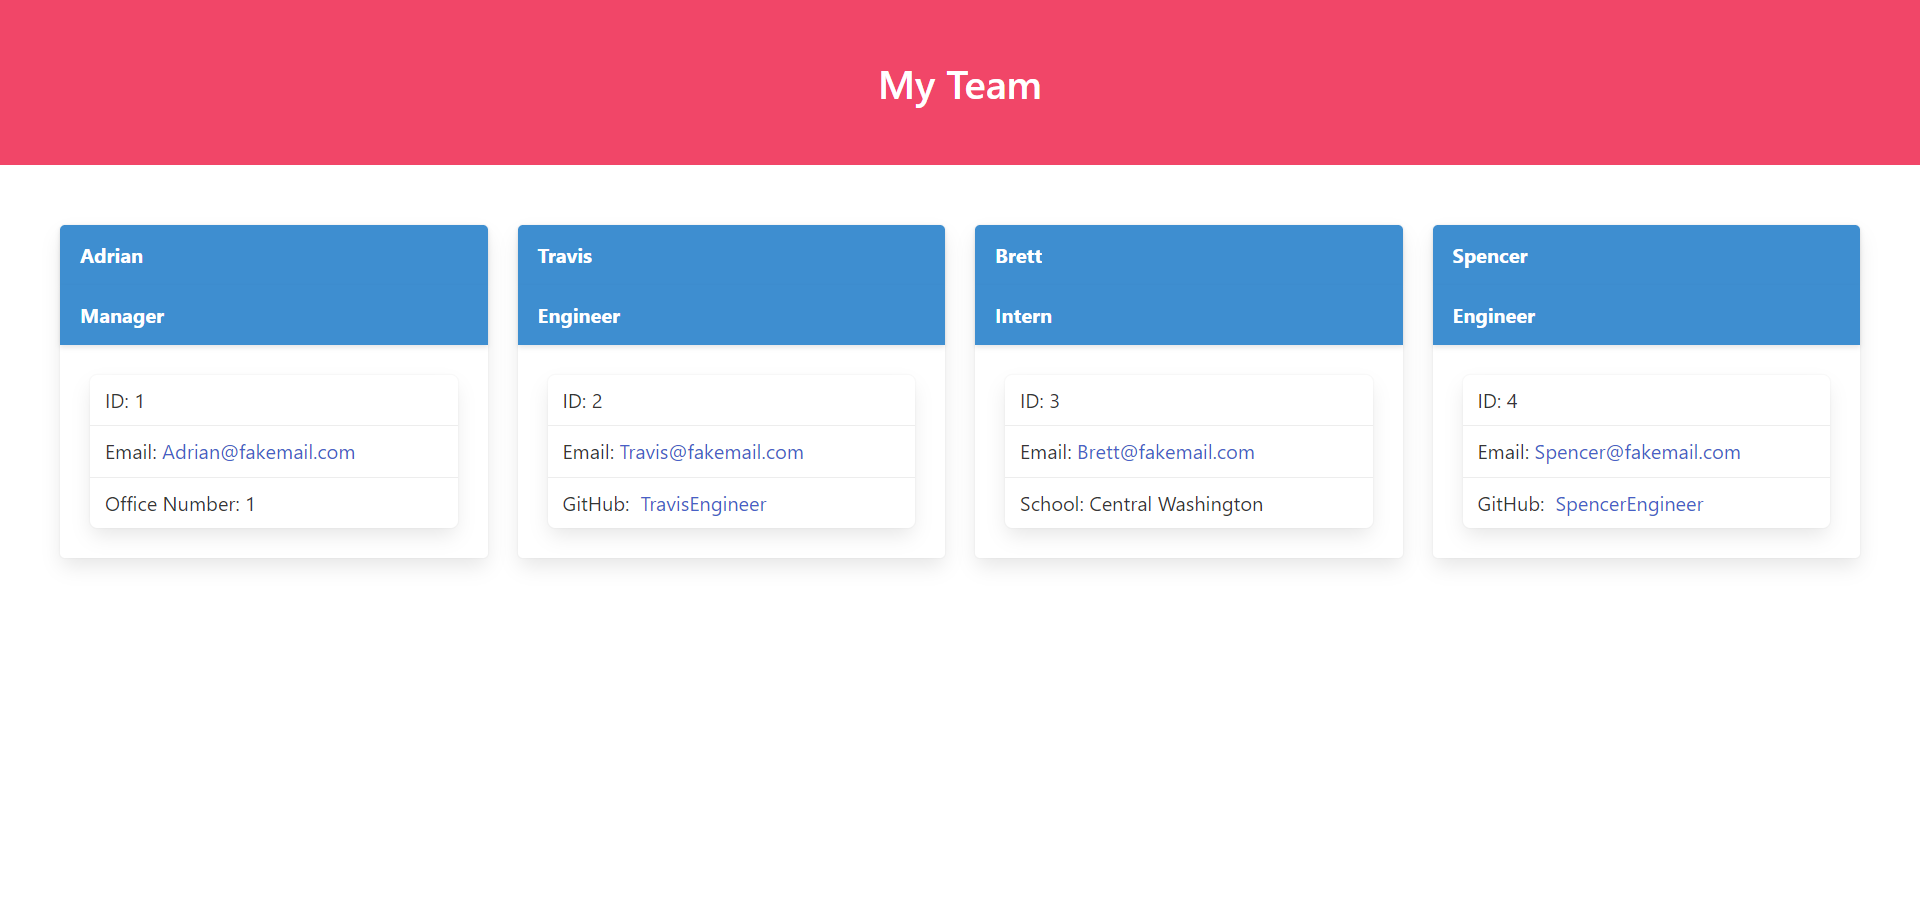 My Team
Adrian
Manager
ID: 1
Email: Adrian@fakemail.com
Office Number: 1
Travis
Engineer
ID: 2
Email: Travis@fakemail.com
GitHub: TravisEngineer
Brett
Intern
ID: 3
Email: Brett@fakemail.com
School: Central Washington
Spencer
Engineer
ID: 4
Email: Spencer@fakemail.com
GitHub: SpencerEngineer